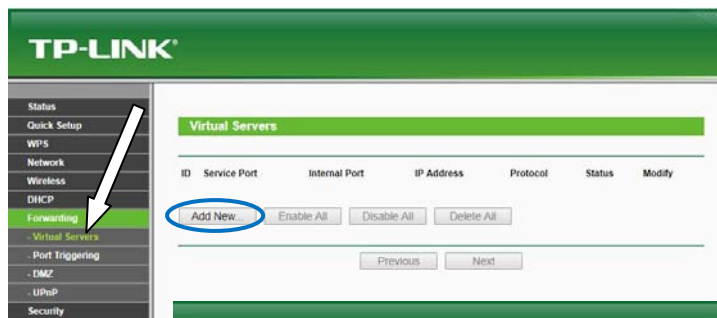 TP-LINK®
Status
Quick Setup
WPS
Network
Wireless
DHCP
Forwarding
- Virtual Servers
- Port Triggering
- DMZ
- UPnP
Security
Virtual Servers
ID Service Port Internal Port IP Address Protocol Status Modify
Add New... Enable All Disable All Delete All
Previous Next